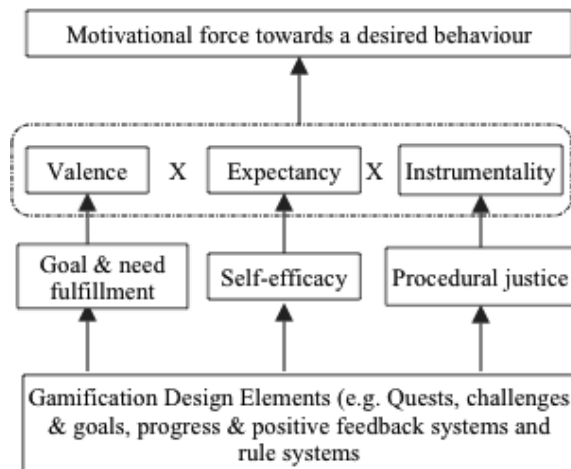 Motivational force towards a desired behaviour
Valence X Expectancy X Instrumentality
Goal & need
fulfillment
Self-efficacy
Procedural justice
Gamification Design Elements (e.g. Quests, challenges
& goals, progress & positive feedback systems and
rule systems